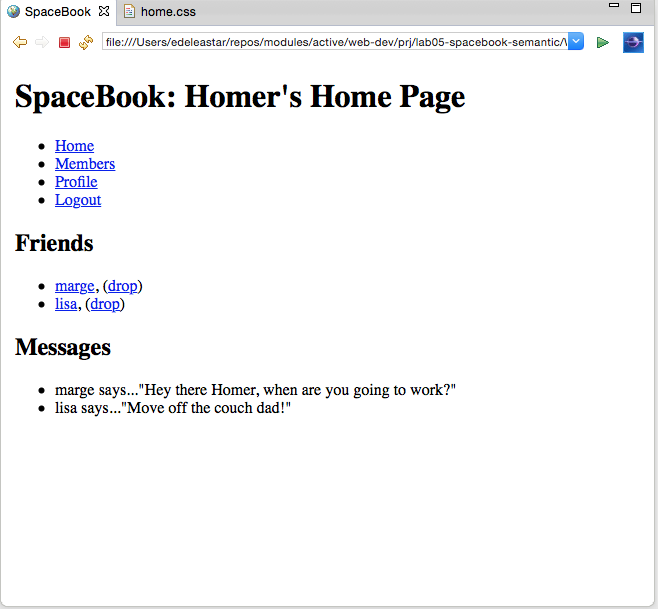 SpaceBook
home.css
file:///Users/edeleastar/repos/modules/active/web-dev/prj/lab05-spacebook-semantic/
SpaceBook: Homer's Home Page
Home
Members
Profile
Logout
Friends
marge, (drop)
lisa, (drop)
Messages
marge says..."Hey there Homer, when are you going to work?"
lisa says..."Move off the couch dad!"